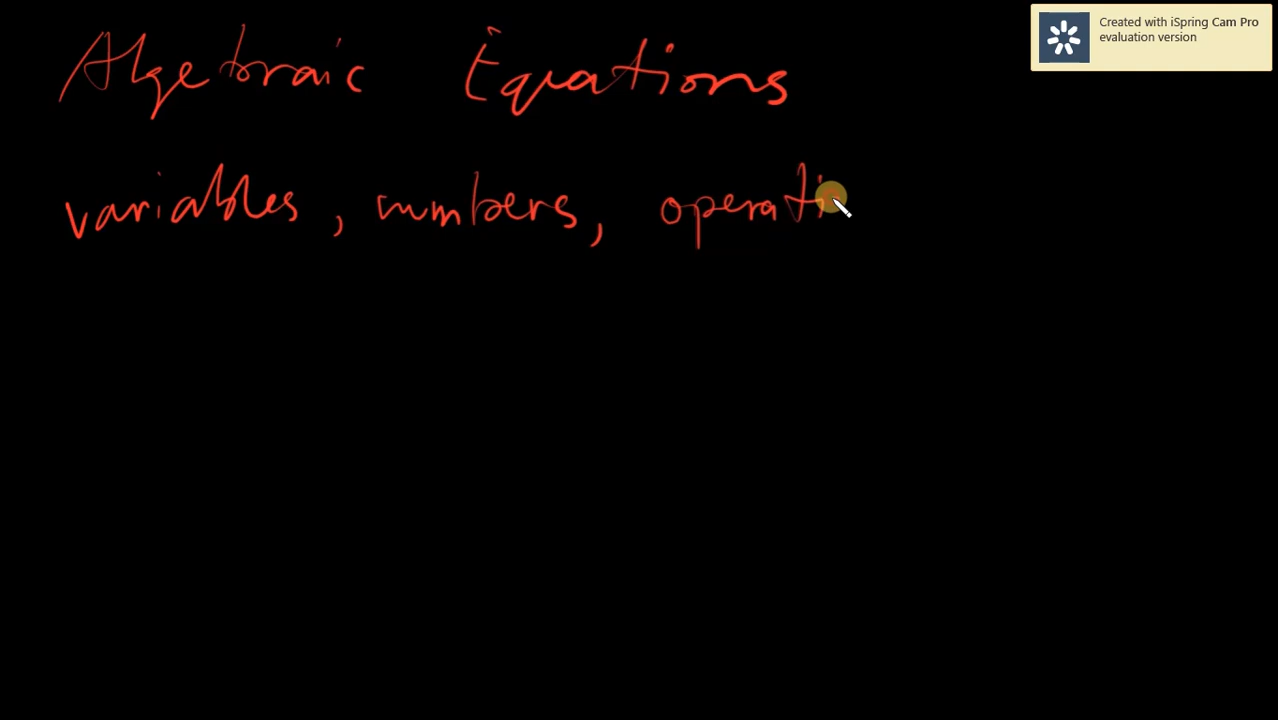 Algebraic Equations
variables, numbers, operati
Created with iSpring Cam Pro
evaluation version